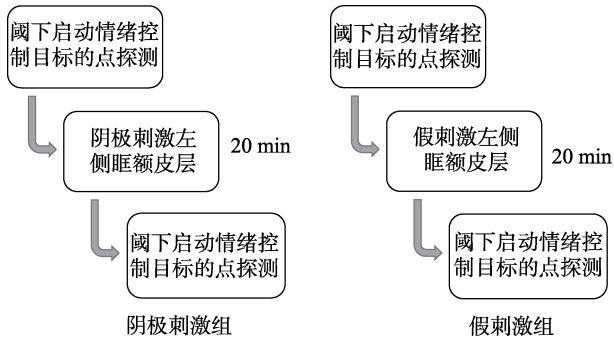 阈下启动情绪控
制目标的点探测
阴极刺激左
侧眶额皮层
20 min
阈下启动情绪控
制目标的点探测
阴极刺激组
阈下启动情绪控
制目标的点探测
假刺激左侧
眶额皮层
20 min
阈下启动情绪控
制目标的点探测
假刺激组